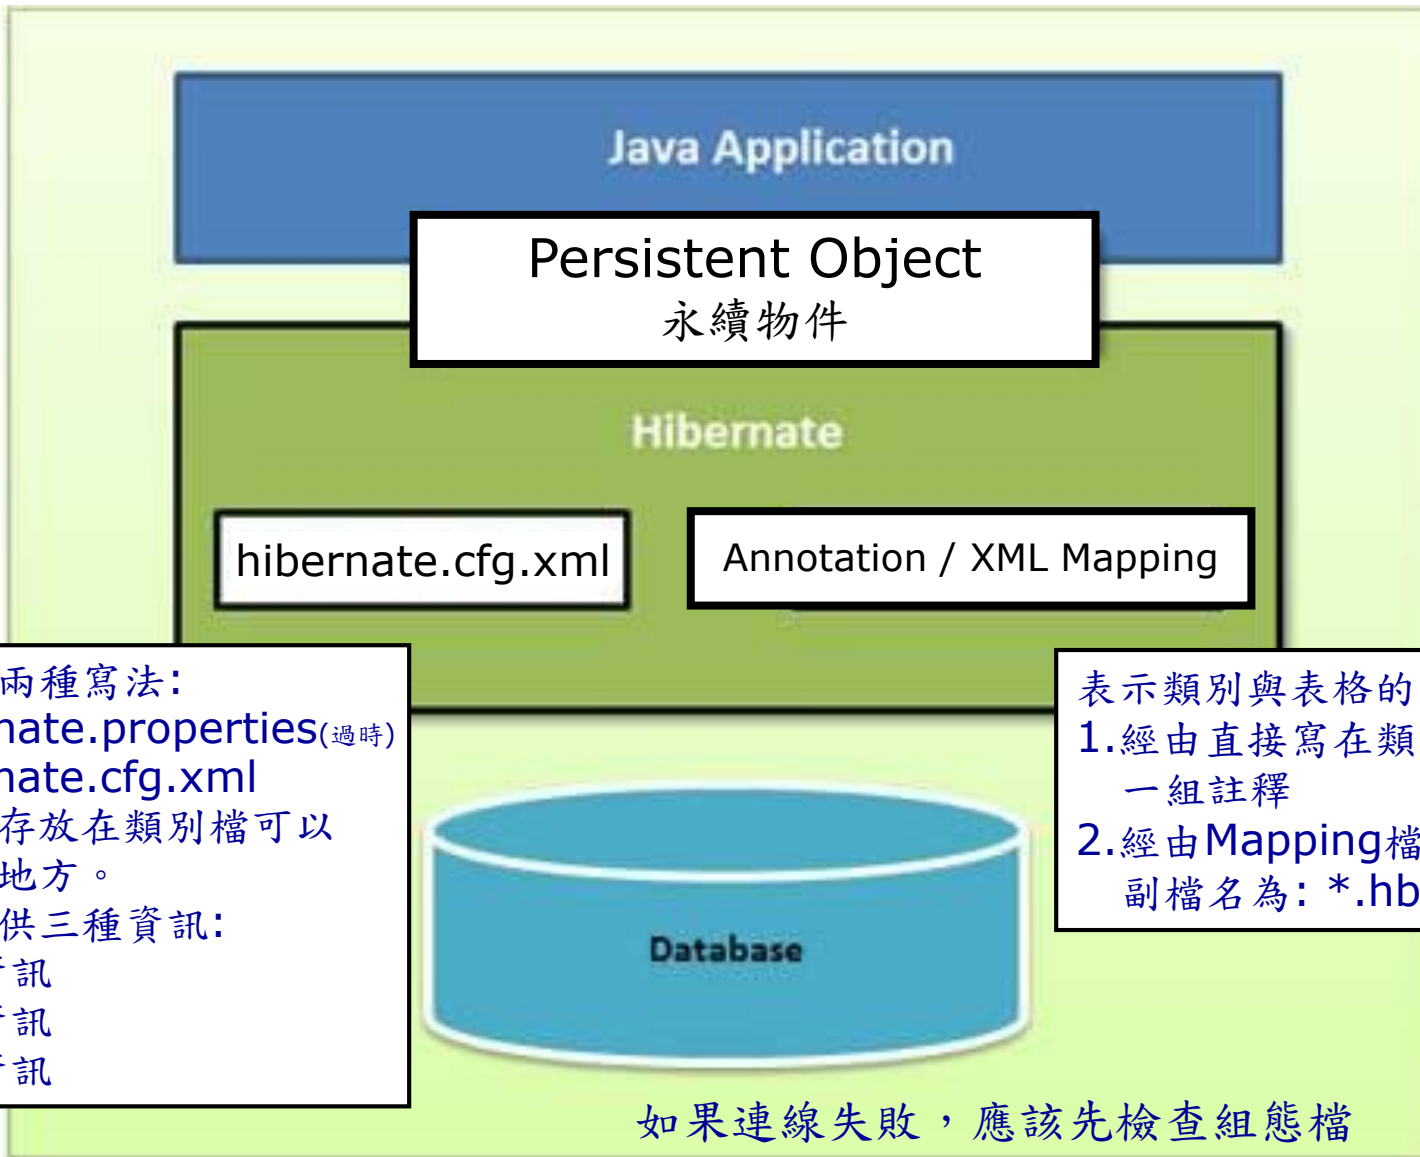 Java Application
Persistent Object
永續物件
Hibernate
hibernate.cfg.xml
Annotation / XML Mapping
兩種寫法:
nate.properties(過時)
nate.cfg.xml
存放在類別檔可以
地方。
供三種資訊:
資訊
資訊
資訊
表示類別與表格的
1.經由直接寫在類
一組註釋
2.經由Mapping檔
副檔名為: *.hb
Database
如果連線失敗，應該先檢查組態檔